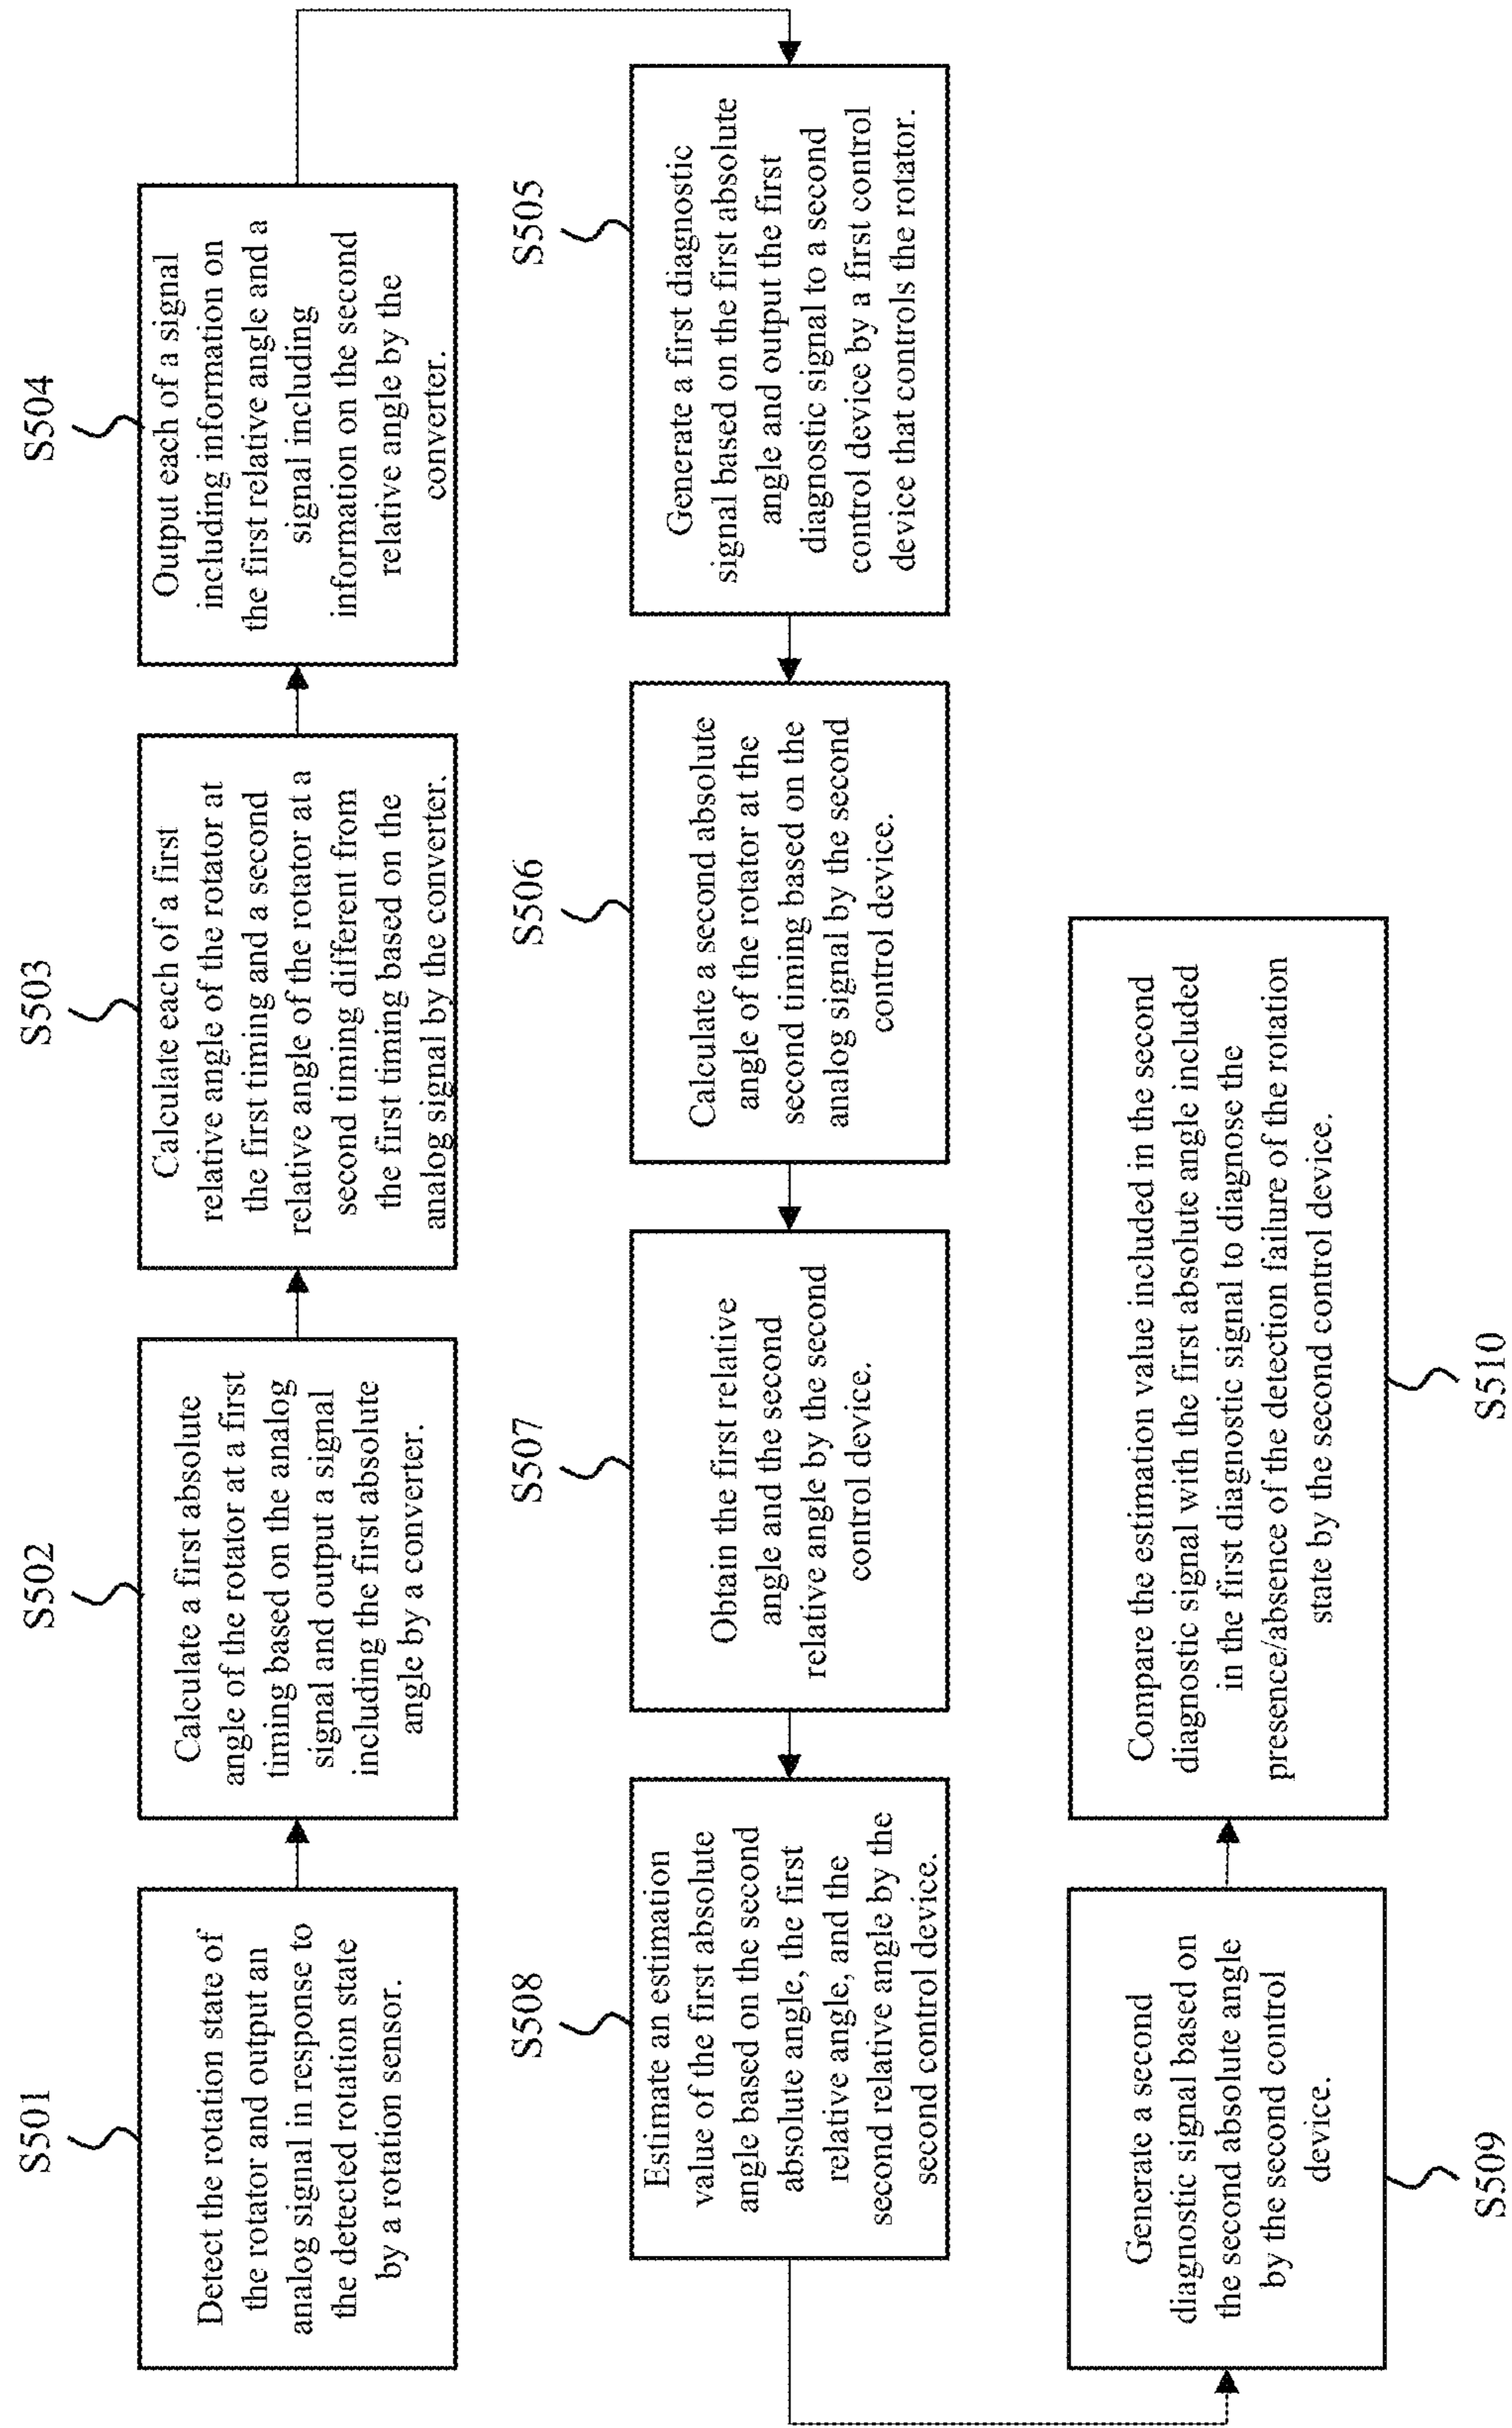 S501
Detect the rotation state of
the rotator and output an
analog signal in response to
the detected rotation state
by a rotation sensor.
S502
Calculate a first absolute
angle of the rotator at a first
timing based on the analog
signal and output a signal
including the first absolute
angle by a converter.
S503
Calculate each of a first
relative angle of the rotator at
the first timing and a second
relative angle of the rotator at a
second timing different from
the first timing based on the
analog signal by the converter.
S504
Output each of a signal
including information on
the first relative angle and a
signal including
information on the second
relative angle by the
converter.
S505
Generate a first diagnostic
signal based on the first absolute
angle and output the first
diagnostic signal to a second
control device by a first control
device that controls the rotator.
S506
Calculate a second absolute
angle of the rotator at the
second timing based on the
analog signal by the second
control device.
S507
Obtain the first relative
angle and the second
relative angle by the second
control device.
S508
Estimate an estimation
value of the first absolute
angle based on the second
absolute angle, the first
relative angle, and the
second relative angle by the
second control device.
Generate a second
diagnostic signal based on
the second absolute angle
by the second control
device.
S509
Compare the estimation value included in the second
diagnostic signal with the first absolute angle included
in the first diagnostic signal to diagnose the
presence/absence of the detection failure of the rotation
state by the second control device.
S510